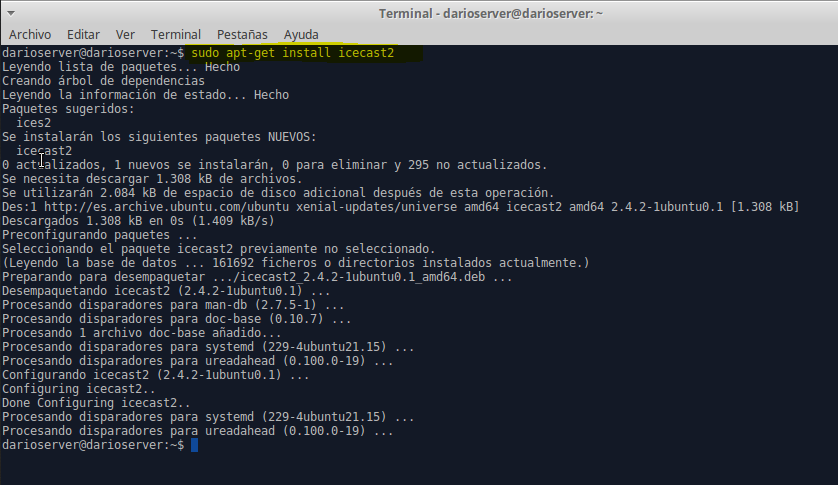 Terminal - darioserver@darioserver: ~
Archivo Editar Ver Terminal Pestañas Ayuda
darioserver@darioserver:~$ sudo apt-get install icecast2
Leyendo lista de paquetes... Hecho
Creando árbol de dependencias
Leyendo la información de estado... Hecho
Paquetes sugeridos:
  ices2
Se instalarán los siguientes paquetes NUEVOS:
  icecast2
0 actualizados, 1 nuevos se instalarán, 0 para eliminar y 295 no actualizados.
Se necesita descargar 1.308 kB de archivos.
Se utilizarán 2.084 kB de espacio de disco adicional después de esta operación.
Des:1 http://es.archive.ubuntu.com/ubuntu xenial-updates/universe amd64 icecast2 amd64 2.4.2-1ubuntu0.1 [1.308 kB]
Descargados 1.308 kB en 0s (1.409 kB/s)
Preconfigurando paquetes ...
Seleccionando el paquete icecast2 previamente no seleccionado.
(Leyendo la base de datos ... 161692 ficheros o directorios instalados actualmente.)
Preparando para desempaquetar .../icecast2_2.4.2-1ubuntu0.1_amd64.deb ...
Desempaquetando icecast2 (2.4.2-1ubuntu0.1) ...
Procesando disparadores para man-db (2.7.5-1) ...
Procesando disparadores para doc-base (0.10.7) ...
Procesando 1 archivo doc-base añadido...
Procesando disparadores para systemd (229-4ubuntu21.15) ...
Procesando disparadores para ureadahead (0.100.0-19) ...
Configurando icecast2 (2.4.2-1ubuntu0.1) ...
Configuring icecast2..
Done Configuring icecast2..
Procesando disparadores para systemd (229-4ubuntu21.15) ...
Procesando disparadores para ureadahead (0.100.0-19) ...
darioserver@darioserver:~$